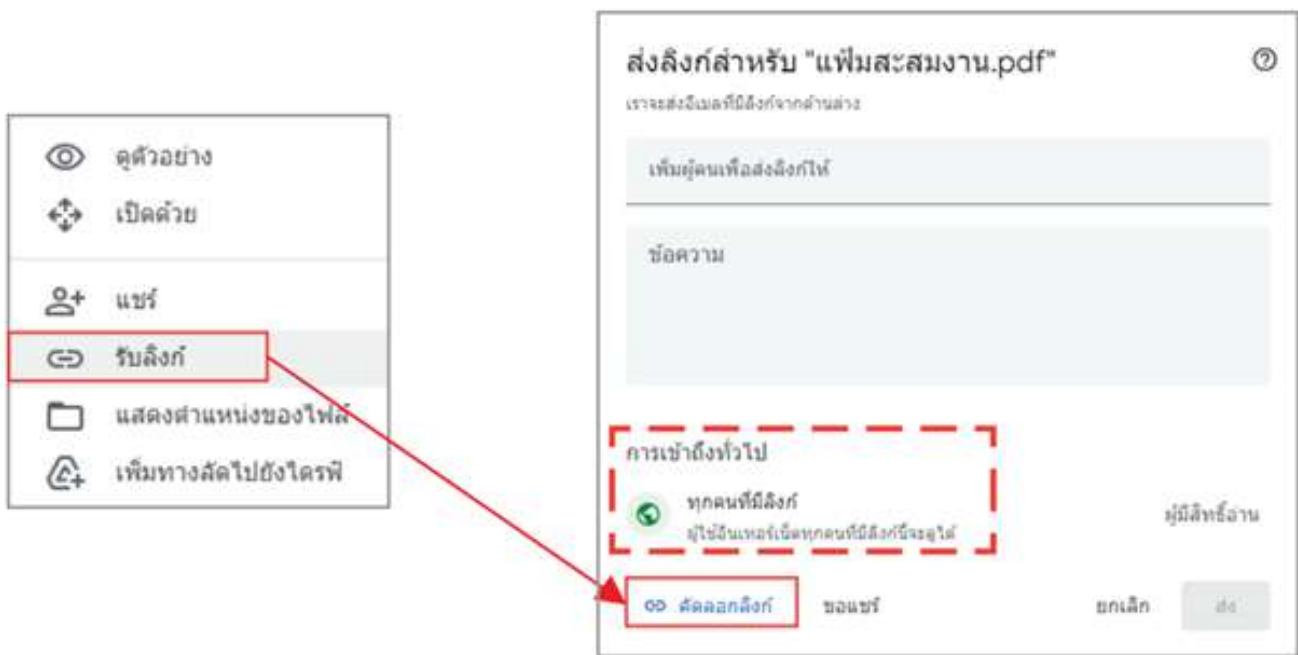 ดูตัวอย่าง
เปิดด้วย
แชร์
รับลิงก์
แสดงตำแหน่งของไฟล์
เพิ่มทางลัดไปยังไดรฟ์
ส่งลิงก์สำหรับ "แฟ้มสะสมงาน.pdf"
เราจะส่งอีเมลที่มีลิงก์จากด้านล่าง
เพิ่มผู้คนเพื่อส่งลิงก์ให้
ข้อความ
การเข้าถึงทั่วไป
ทุกคนที่มีลิงก์
ผู้ใช้อินเทอร์เน็ตทุกคนที่มีลิงก์นี้จะดูได้
ผู้มีสิทธิ์อ่าน
คัดลอกลิงก์ ขอแชร์ ยกเลิก ส่ง